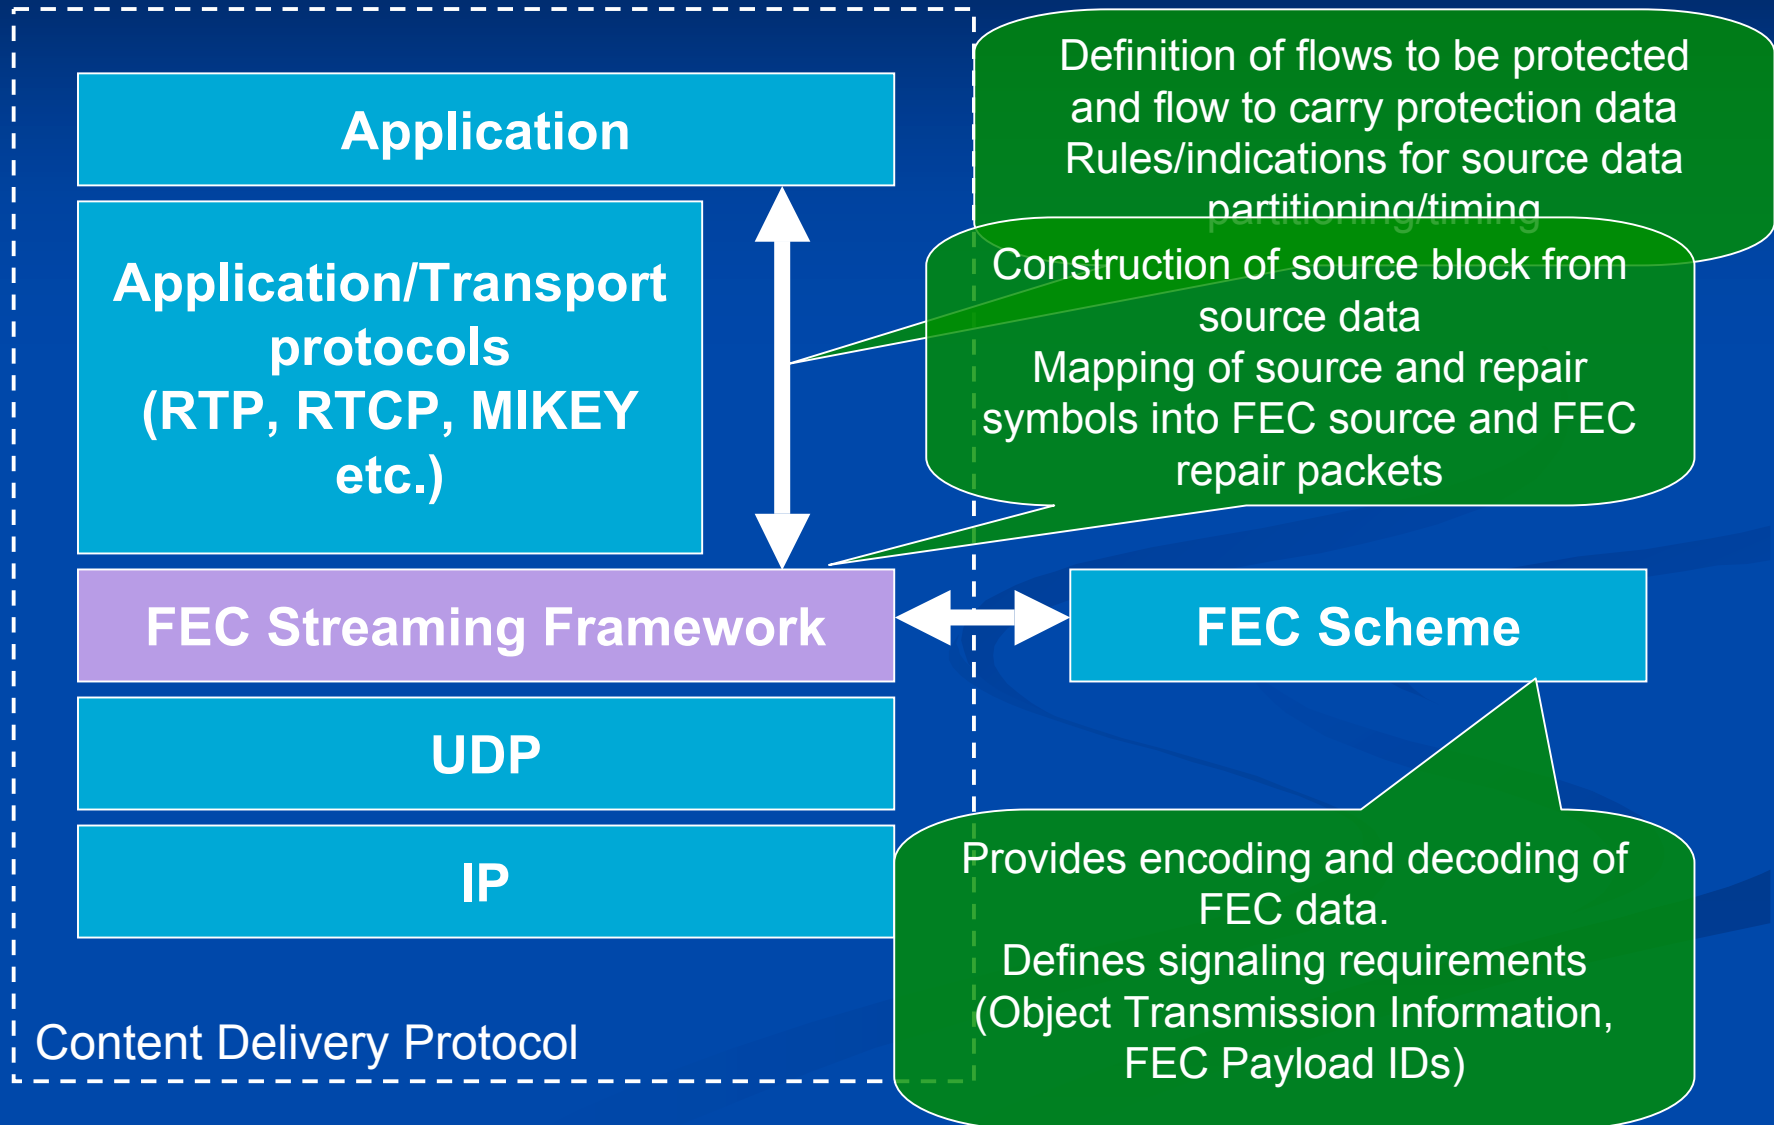 Application
Application/Transport
protocols
(RTP, RTCP, MIKEY
etc.)
FEC Streaming Framework
UDP
IP
Content Delivery Protocol
Definition of flows to be protected
and flow to carry protection data
Rules/indications for source data
partitioning/timing
Construction of source block from
source data
Mapping of source and repair
symbols into FEC source and FEC
repair packets
FEC Scheme
Provides encoding and decoding of
FEC data.
Defines signaling requirements
(Object Transmission Information,
FEC Payload IDs)